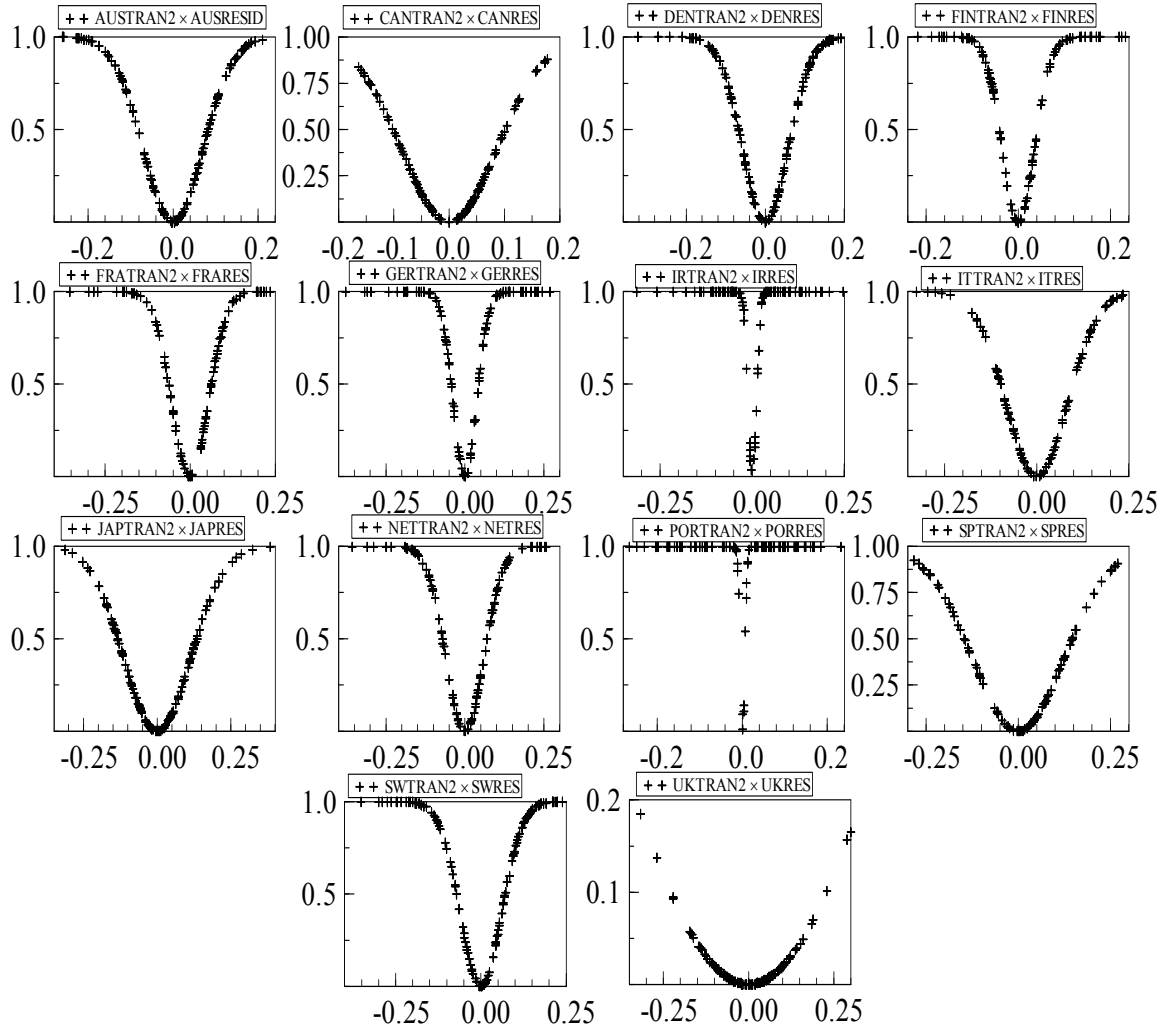 AUSTRAN2 × AUSRESID
CANTRAN2 × CANRES
DENTRAN2 × DENRES
FINTRAN2 × FINRES
1.0
0.5
-0.2 0.0 0.2
1.00
0.75
0.50
0.25
-0.2 -0.1 0.0 0.1 0.2
1.0
0.5
-0.2 0.0 0.2
1.0
0.5
-0.2 0.0 0.2
FRATRAN2 × FRARES
GERTRAN2 × GERRES
IRTRAN2 × IRRES
ITTRAN2 × ITRES
1.0
0.5
-0.25 0.00 0.25
1.0
0.5
-0.25 0.00 0.25
1.0
0.5
-0.25 0.00 0.25
1.0
0.5
-0.25 0.00 0.25
JAPTRAN2 × JAPRES
NETTRAN2 × NETRES
PORTRAN2 × PORRES
SPTRAN2 × SPRES
1.0
0.5
-0.25 0.00 0.25
1.0
0.5
-0.25 0.00 0.25
1.0
0.5
-0.2 0.0 0.2
1.00
0.75
0.50
0.25
-0.25 0.00 0.25
SWTRAN2 × SWRES
UKTRAN2 × UKRES
1.0
0.5
-0.25 0.00 0.25
0.2
0.1
-0.25 0.00 0.25